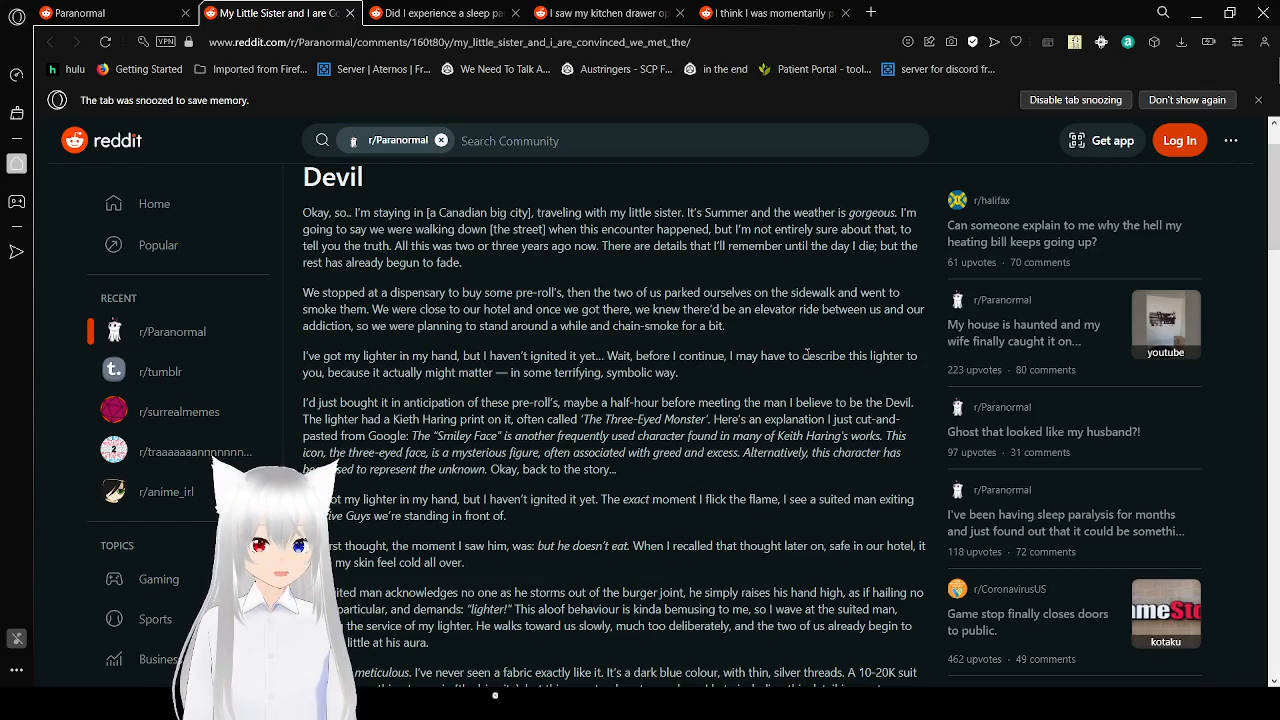 Paranormal
My Little Sister and I are Co
Did I experience a sleep pa
I saw my kitchen drawer op
I think I was momentarily p
VPN
www.reddit.com/r/Paranormal/comments/160t80y/my_little_sister_and_i_are_convinced_we_met_the/
hulu
Getting Started
Imported from Firef...
Server | Aternos | Fr...
We Need To Talk A...
Austringers - SCP F...
in the end
Patient Portal - tool...
server for discord fr...
The tab was snoozed to save memory.
Disable tab snoozing
Don't show again
reddit
r/Paranormal
Search Community
Get app
Log In
Home
Popular
RECENT
r/Paranormal
r/tumblr
r/surrealmemes
r/traaaaaaannnnnnn...
r/anime_irl
TOPICS
Gaming
Sports
Busines
Devil
Okay, so.. I'm staying in [a Canadian big city], traveling with my little sister. It's Summer and the weather is gorgeous. I'm
going to say we were walking down [the street] when this encounter happened, but I'm not entirely sure about that, to
tell you the truth. All this was two or three years ago now. There are details that I'll remember until the day I die; but the
rest has already begun to fade.
We stopped at a dispensary to buy some pre-roll's, then the two of us parked ourselves on the sidewalk and went to
smoke them. We were close to our hotel and once we got there, we knew there'd be an elevator ride between us and our
addiction, so we were planning to stand around a while and chain-smoke for a bit.
I've got my lighter in my hand, but I haven't ignited it yet... Wait, before I continue, I may have to describe this lighter to
you, because it actually might matter — in some terrifying, symbolic way.
I'd just bought it in anticipation of these pre-roll's, maybe a half-hour before meeting the man I believe to be the Devil.
The lighter had a Kieth Haring print on it, often called 'The Three-Eyed Monster'. Here's an explanation I just cut-and-
pasted from Google: The "Smiley Face" is another frequently used character found in many of Keith Haring's works. This
icon, the three-eyed face, is a mysterious figure, often associated with greed and excess. Alternatively, this character has
be ed to represent the unknown. Okay, back to the story...
ot my lighter in my hand, but I haven't ignited it yet. The exact moment I flick the flame, I see a suited man exiting
ive Guys we're standing in front of.
rst thought, the moment I saw him, was: but he doesn't eat. When I recalled that thought later on, safe in our hotel, it
my skin feel cold all over.
ited man acknowledges no one as he storms out of the burger joint, he simply raises his hand high, as if hailing no
particular, and demands: "lighter!" This aloof behaviour is kinda bemusing to me, so I wave at the suited man,
the service of my lighter. He walks toward us slowly, much too deliberately, and the two of us already begin to
little at his aura.
meticulous. I've never seen a fabric exactly like it. It's a dark blue colour, with thin, silver threads. A 10-20K suit
r/halifax
Can someone explain to me why the hell my
heating bill keeps going up?
61 upvotes · 70 comments
r/Paranormal
My house is haunted and my
wife finally caught it on...
youtube
223 upvotes · 80 comments
r/Paranormal
Ghost that looked like my husband?!
97 upvotes · 31 comments
r/Paranormal
I've been having sleep paralysis for months
and just found out that it could be somethi...
118 upvotes · 72 comments
r/CoronavirusUS
Game stop finally closes doors
to public.
ameSto
kotaku
462 upvotes · 49 comments